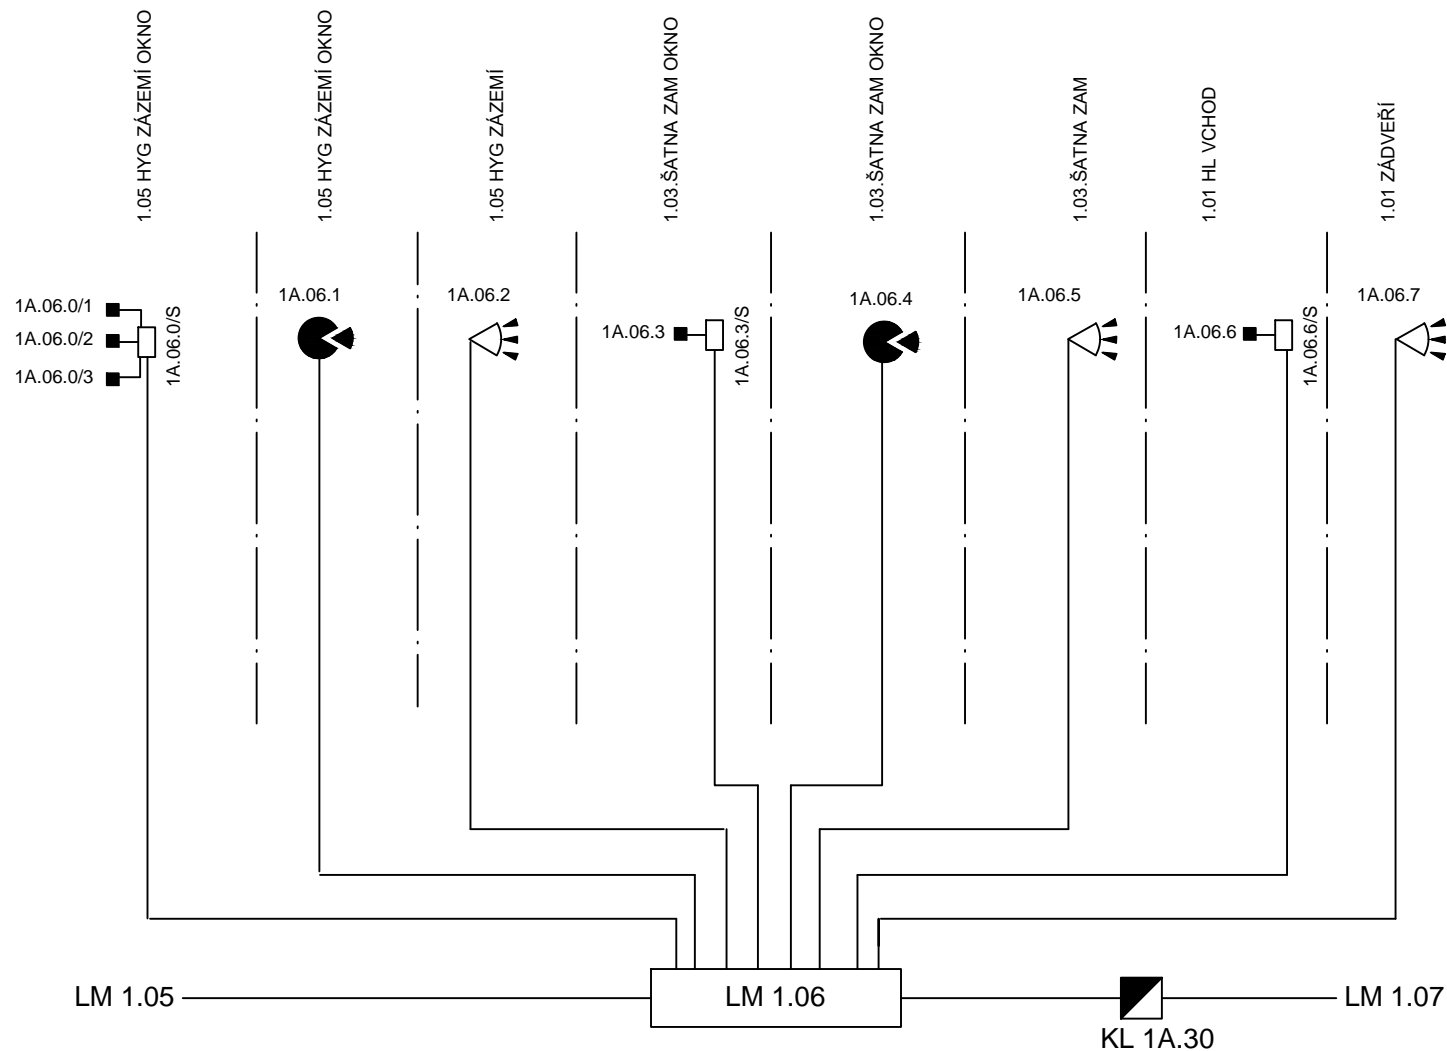 1.05 HYG ZÁZEMÍ OKNO
1.05 HYG ZÁZEMÍ OKNO
1.05 HYG ZÁZEMÍ
1.03.ŠATNA ZAM OKNO
1.03.ŠATNA ZAM OKNO
1.03.ŠATNA ZAM
1.01 HL VCHOD
1.01 ZÁDVEŘÍ
1A.06.0/1
1A.06.0/2
1A.06.0/3
1A.06.0/S
1A.06.1
1A.06.2
1A.06.3
1A.06.3/S
1A.06.4
1A.06.5
1A.06.6
1A.06.6/S
1A.06.7
LM 1.05
LM 1.06
LM 1.07
KL 1A.30